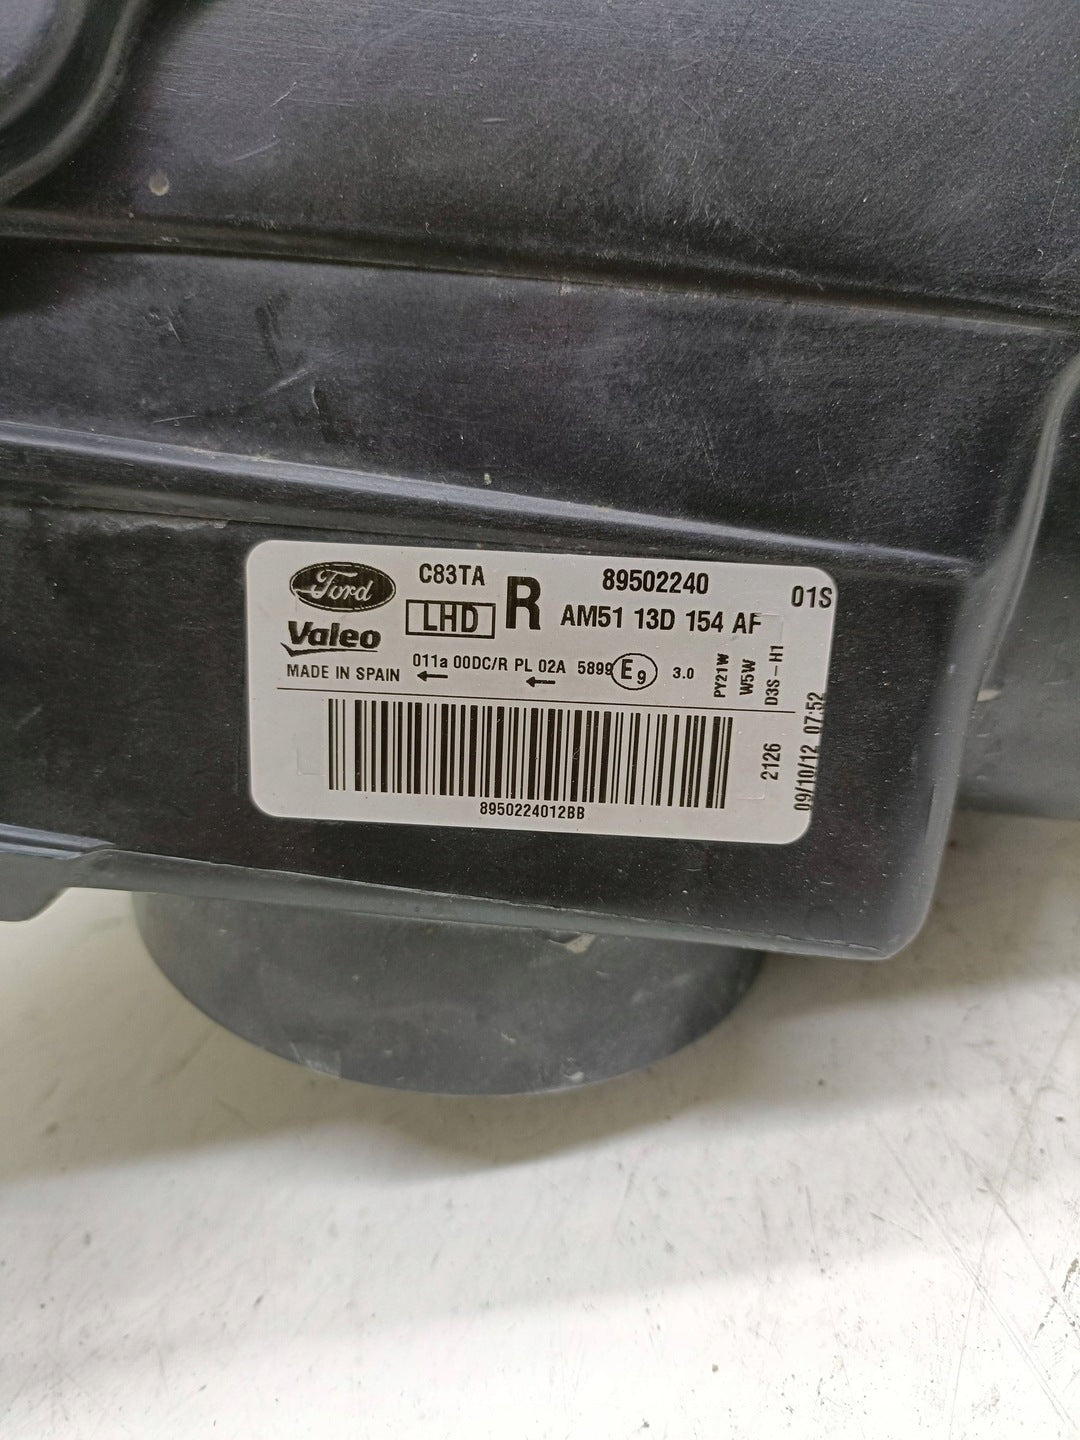 Ford
C83TA
LHD
R
89502240
AM51 13D 154 AF
01S
Valeo
MADE IN SPAIN
011a 00DC/R PL 02A 5899 E9 3.0
PY21W
W5W
D3S-H1
2126
09/10/12 07:52
8950224012BB